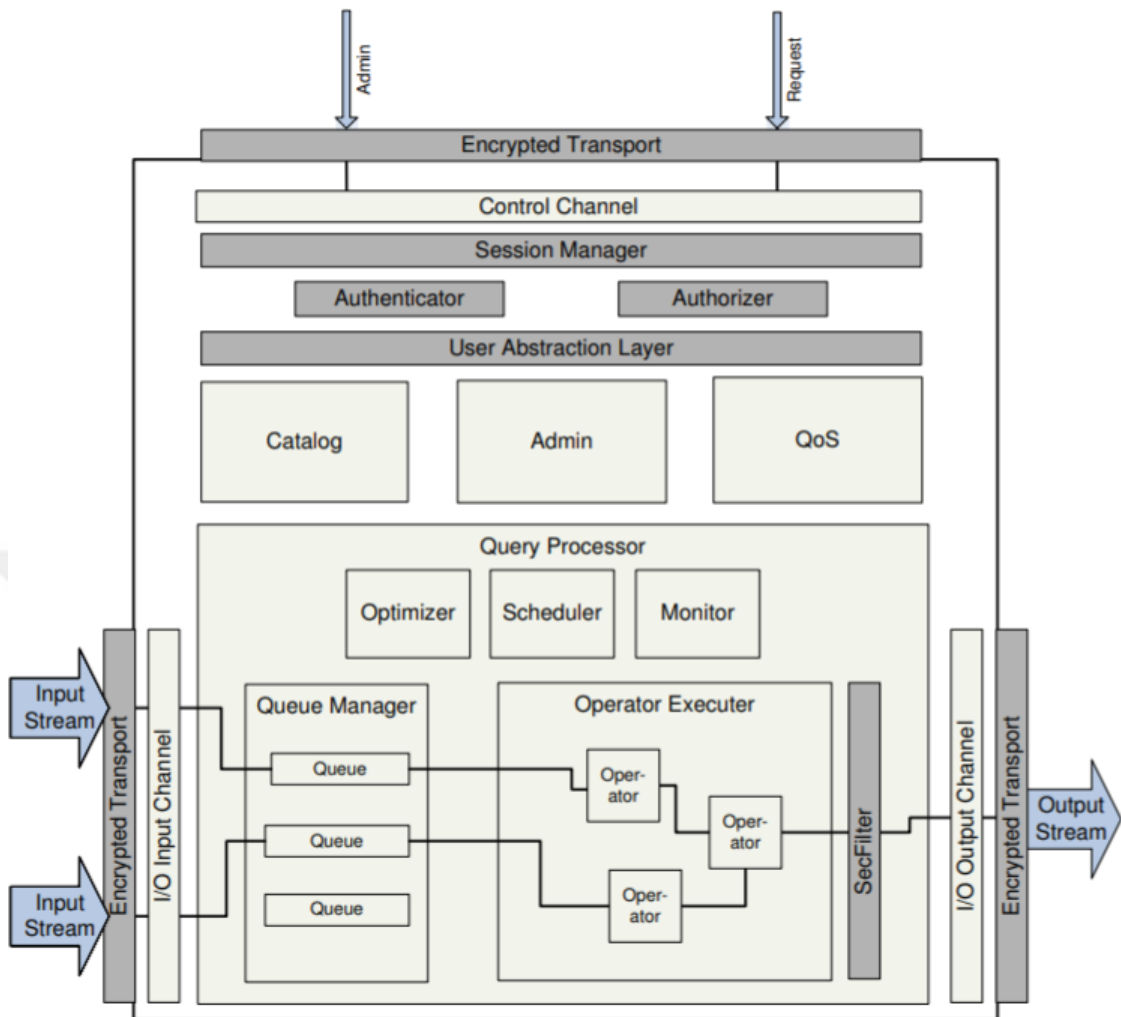 Admin
Request
Encrypted Transport
Control Channel
Session Manager
Authenticator
Authorizer
User Abstraction Layer
Catalog
Admin
QoS
Query Processor
Optimizer
Scheduler
Monitor
Input
Stream
Input
Stream
Encrypted Transport
I/O Input Channel
Queue Manager
Queue
Queue
Queue
Operator Executer
Oper-
ator
Oper-
ator
Oper-
ator
SecFilter
I/O Output Channel
Encrypted Transport
Output
Stream